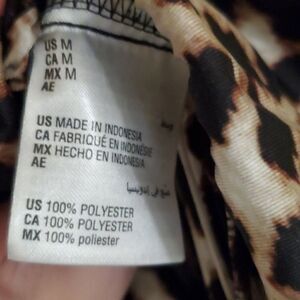 US M
CA M
MX M
AE
US MADE IN INDONESIA
CA FABRIQUÉ EN INDONÉSIE
MX HECHO EN INDONESIA
AE
صنع في إندونيسيا
US 100% POLYESTER
CA 100% POLYESTER
MX 100% poliester